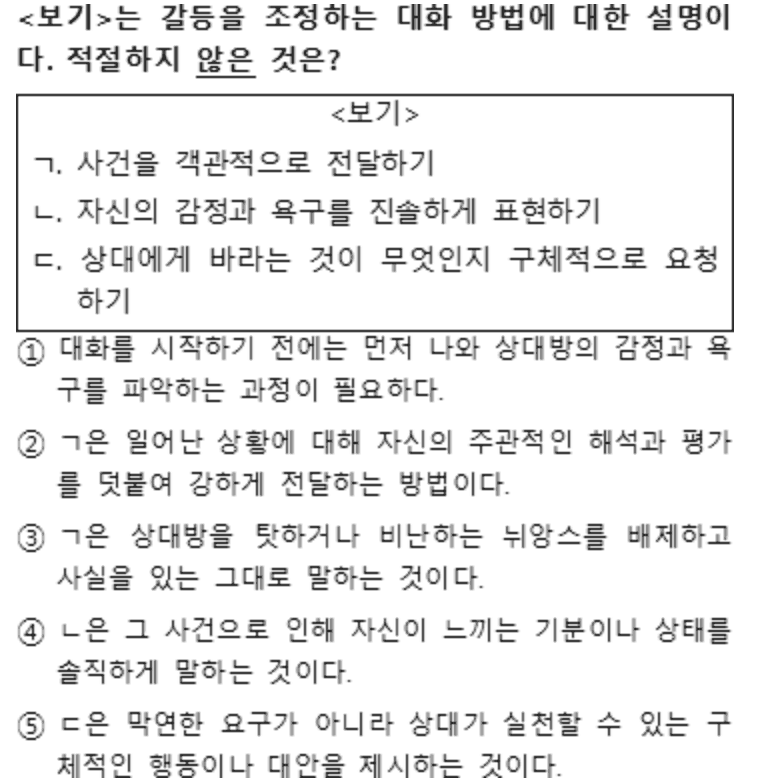 <보기>는 갈등을 조정하는 대화 방법에 대한 설명이
다. 적절하지 않은 것은?
<보기>
ㄱ. 사건을 객관적으로 전달하기
ㄴ. 자신의 감정과 욕구를 진솔하게 표현하기
ㄷ. 상대에게 바라는 것이 무엇인지 구체적으로 요청
하기
① 대화를 시작하기 전에는 먼저 나와 상대방의 감정과 욕
구를 파악하는 과정이 필요하다.
② ㄱ은 일어난 상황에 대해 자신의 주관적인 해석과 평가
를 덧붙여 강하게 전달하는 방법이다.
③ ㄱ은 상대방을 탓하거나 비난하는 뉘앙스를 배제하고
사실을 있는 그대로 말하는 것이다.
④ ㄴ은 그 사건으로 인해 자신이 느끼는 기분이나 상태를
솔직하게 말하는 것이다.
⑤ ㄷ은 막연한 요구가 아니라 상대가 실천할 수 있는 구
체적인 행동이나 대안을 제시하는 것이다.